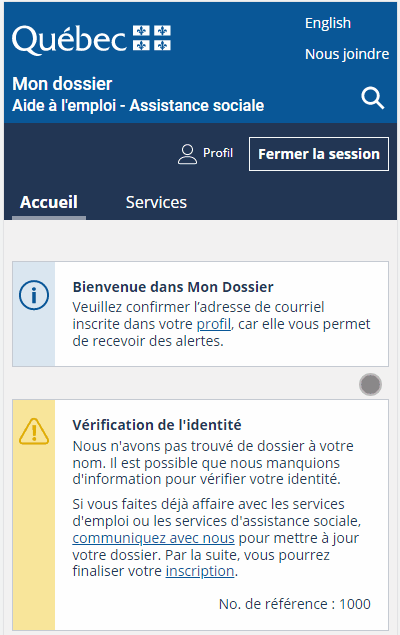 Québec
English
Nous joindre
Mon dossier
Aide à l'emploi - Assistance sociale
Profil
Fermer la session
Accueil
Services
Bienvenue dans Mon Dossier
Veuillez confirmer l’adresse de courriel
inscrite dans votre profil, car elle vous permet
de recevoir des alertes.
Vérification de l'identité
Nous n'avons pas trouvé de dossier à votre
nom. Il est possible que nous manquions
d'information pour vérifier votre identité.
Si vous faites déjà affaire avec les services
d'emploi ou les services d'assistance sociale,
communiquez avec nous pour mettre à jour
votre dossier. Par la suite, vous pourrez
finaliser votre inscription.
No. de référence : 1000